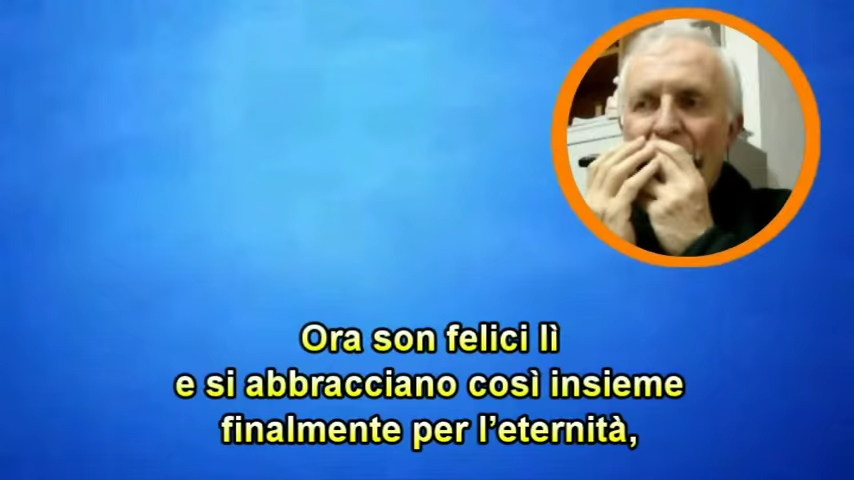 Ora son felici lì
e si abbracciano così insieme
finalmente per l’eternità,